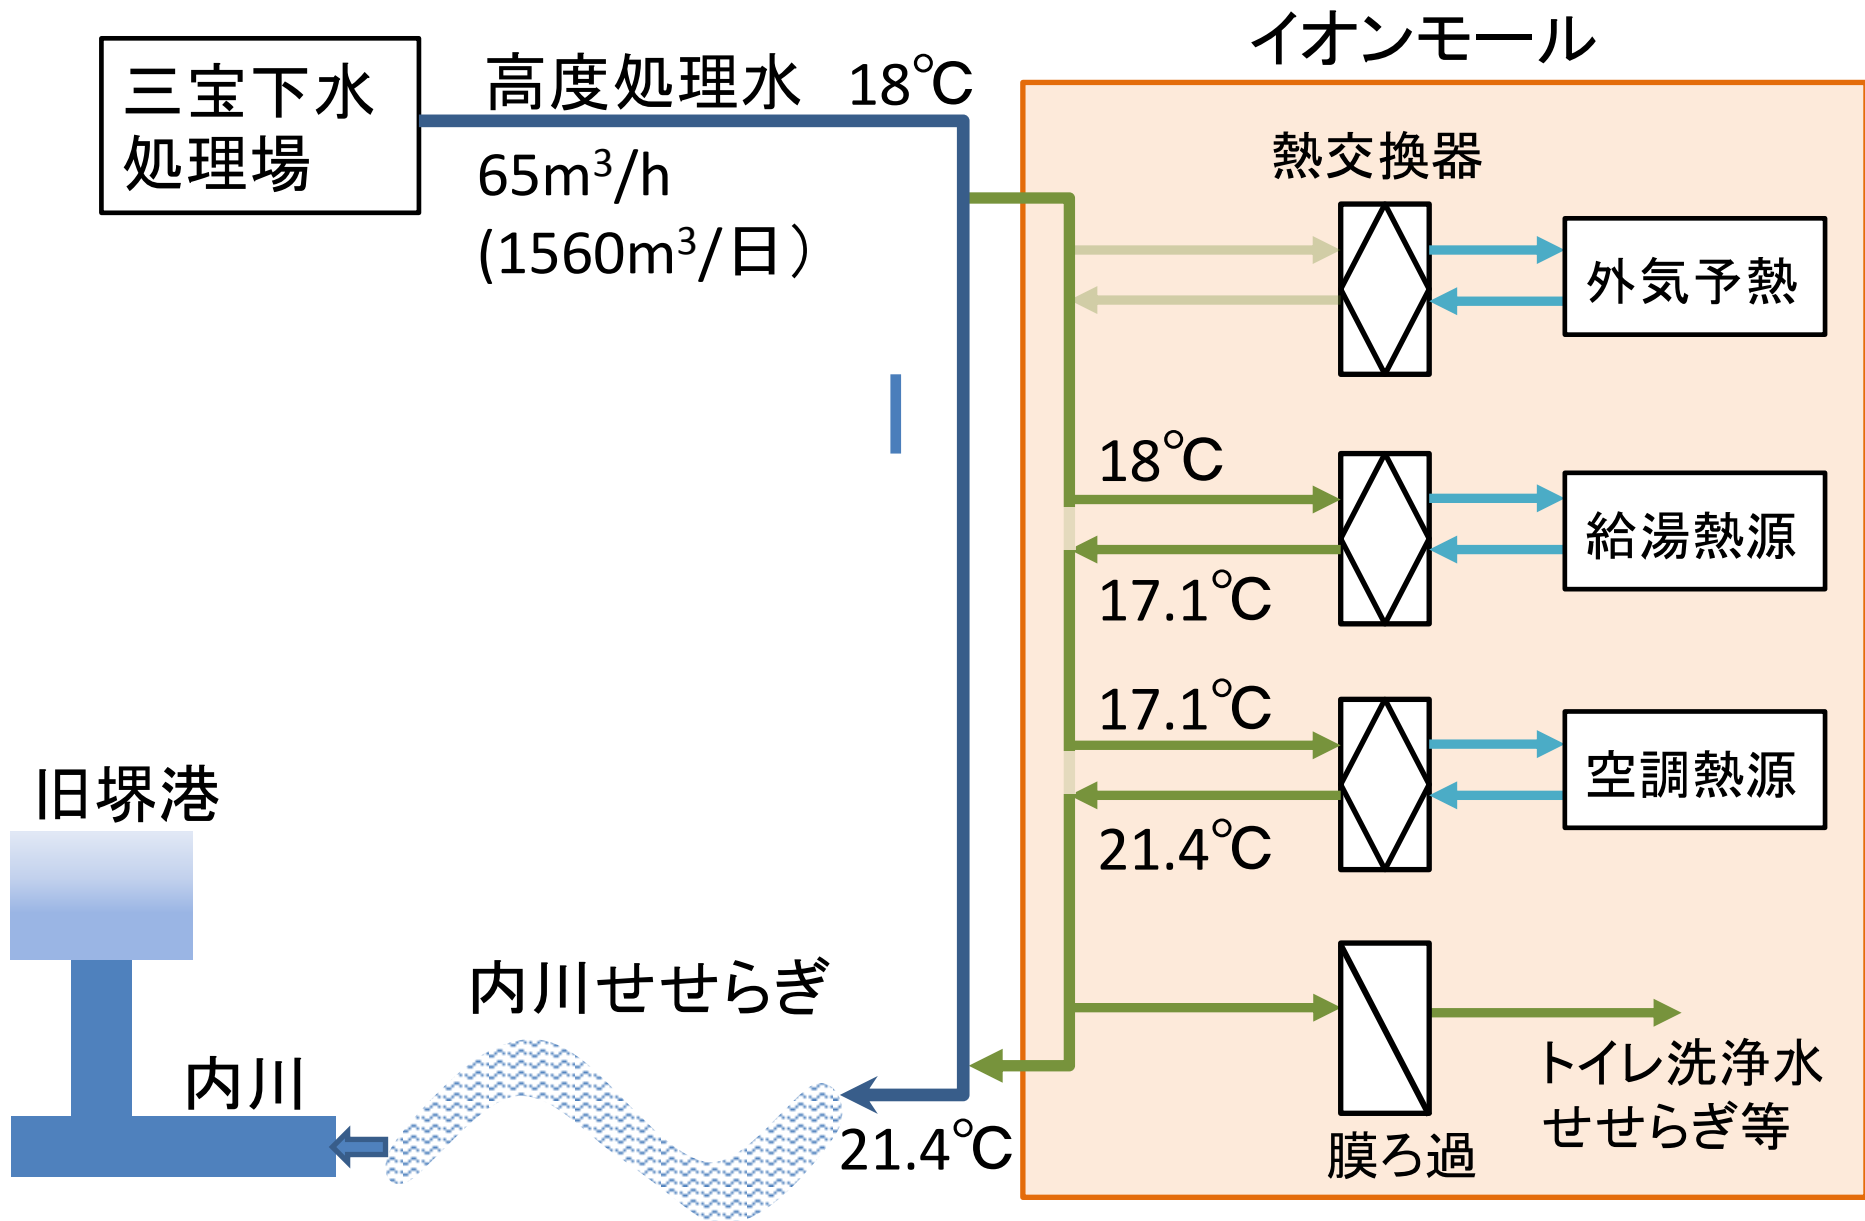 イオンモール
三宝下水
処理場
高度処理水 18℃
65m³/h
(1560m³/日）
熱交換器
外気予熱
18℃
給湯熱源
17.1℃
17.1℃
空調熱源
21.4℃
旧堺港
内川せせらぎ
内川
21.4℃
トイレ洗浄水
せせらぎ等
膜ろ過